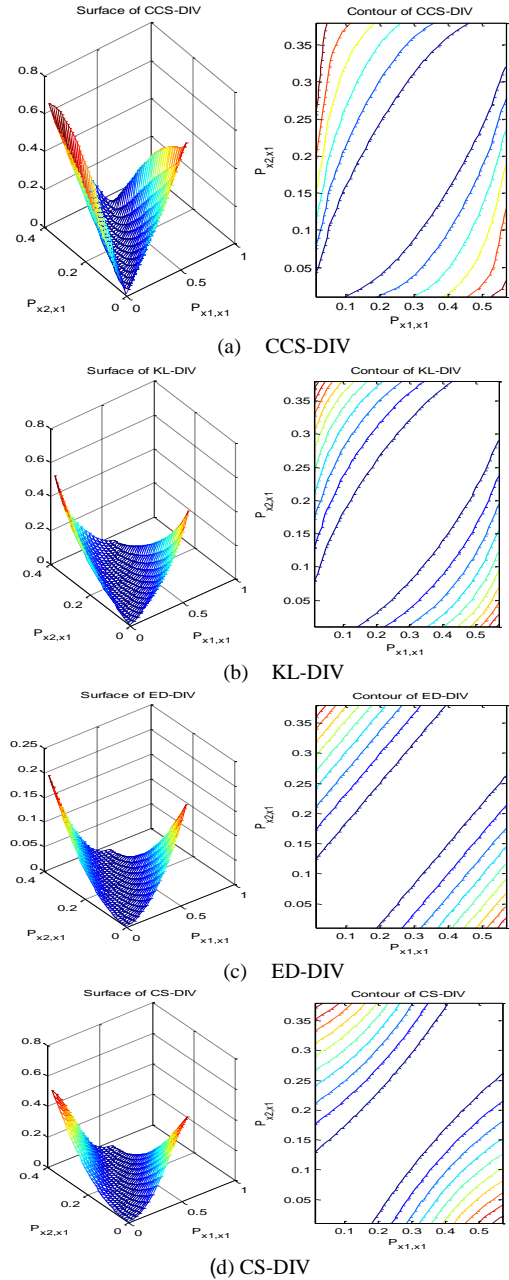 Surface of CCS-DIV
Contour of CCS-DIV
0.8
0.6
0.4
0.2
0
0.4
0.2
0
P x2,x1
0
0.5
1
P x1,x1
0.35
0.3
0.25
0.2
0.15
0.1
0.05
P x2,x1
0.1 0.2 0.3 0.4 0.5
P x1,x1
(a) CCS-DIV
Surface of KL-DIV
Contour of KL-DIV
0.8
0.6
0.4
0.2
0
0.4
0.2
0
P x2,x1
0
0.5
1
P x1,x1
0.35
0.3
0.25
0.2
0.15
0.1
0.05
P x2,x1
0.1 0.2 0.3 0.4 0.5
P x1,x1
(b) KL-DIV
Surface of ED-DIV
Contour of ED-DIV
0.25
0.2
0.15
0.1
0.05
0
0.4
0.2
0
P x2,x1
0
0.5
1
P x1,x1
0.35
0.3
0.25
0.2
0.15
0.1
0.05
P x2x,x1
0.1 0.2 0.3 0.4 0.5
P x1,x1
(c) ED-DIV
Surface of CS-DIV
Contour of CS-DIV
0.8
0.6
0.4
0.2
0
0.4
0.2
0
P x2,x1
0
0.5
1
P x1,x1
0.35
0.3
0.25
0.2
0.15
0.1
0.05
P x2,x1
0.1 0.2 0.3 0.4 0.5
P x1,x1
(d) CS-DIV